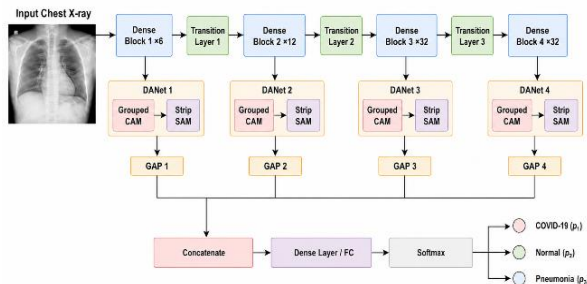 Input Chest X-ray
Dense
Block 1 ×6
Transition
Layer 1
Dense
Block 2 ×12
Transition
Layer 2
Dense
Block 3 ×32
Transition
Layer 3
Dense
Block 4 ×32
DANet 1
Grouped
CAM
Strip
SAM
DANet 2
Grouped
CAM
Strip
SAM
DANet 3
Grouped
CAM
Strip
SAM
DANet 4
Grouped
CAM
Strip
SAM
GAP 1
GAP 2
GAP 3
GAP 4
Concatenate
Dense Layer / FC
Softmax
COVID-19 (p₁)
Normal (p₂)
Pneumonia